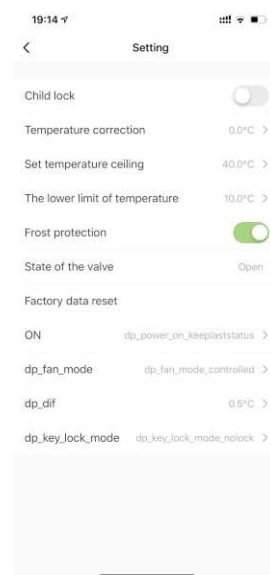 19:14
Setting
Child lock
Temperature correction 0.0°C
Set temperature ceiling 40.0°C
The lower limit of temperature 10.0°C
Frost protection
State of the valve Open
Factory data reset
ON dp_power_on_keeplaststatus
dp_fan_mode dp_fan_mode_controlled
dp_dif 0.5°C
dp_key_lock_mode dp_key_lock_mode_nolock